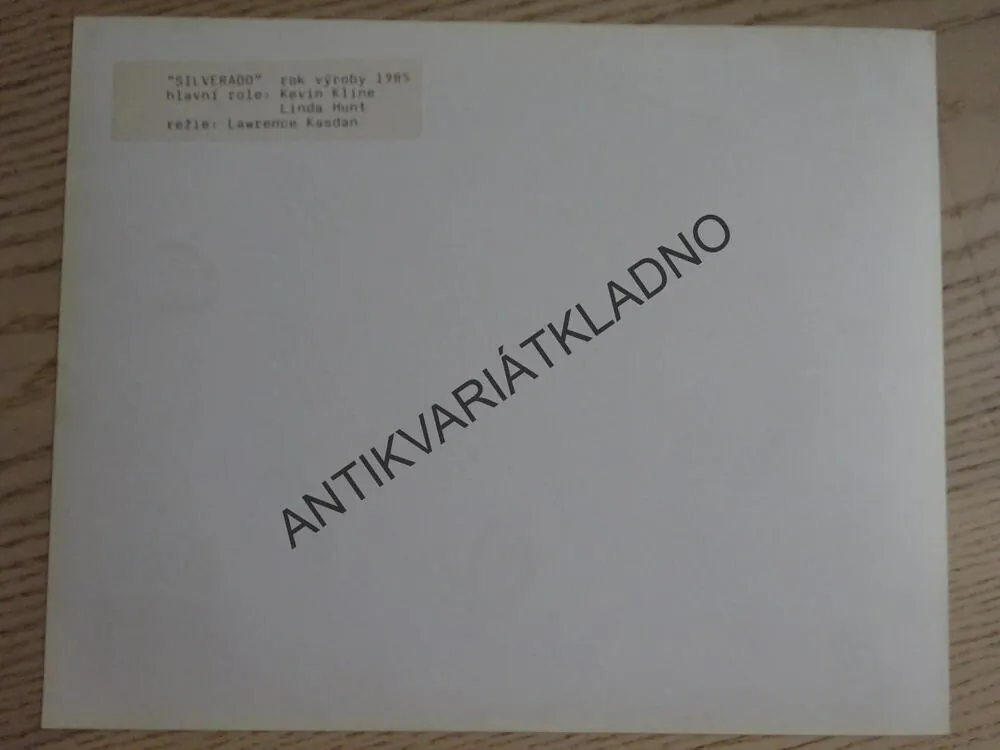 "SILVERADO" rok výroby 1985
hlavní role: Kevin Kline
Linda Hunt
režie: Lawrence Kasdan
ANTIKVARIÁTKLADNO